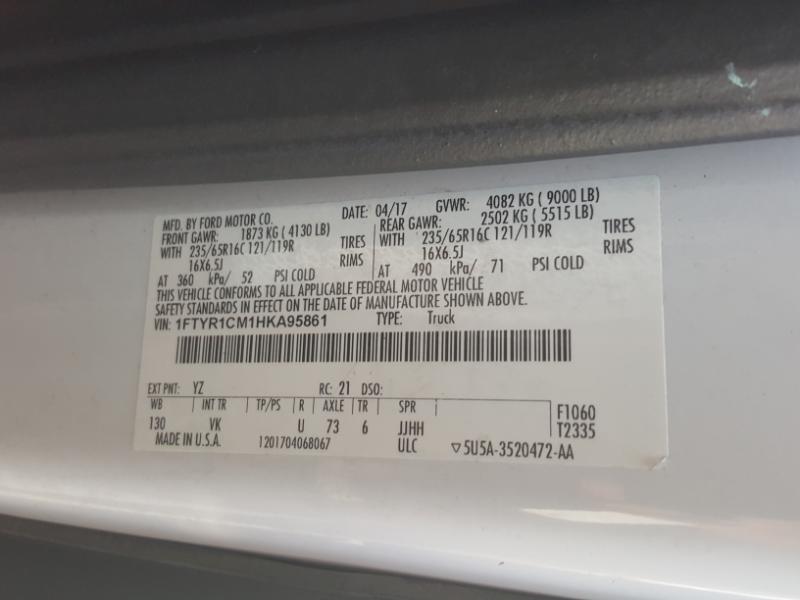 MFD. BY FORD MOTOR CO.
DATE: 04/17 GVWR: 4082 KG ( 9000 LB)
FRONT GAWR: 1873 KG ( 4130 LB) REAR GAWR: 2502 KG ( 5515 LB)
WITH 235/65R16C 121/119R TIRES WITH 235/65R16C 121/119R TIRES
16X6.5J RIMS 16X6.5J RIMS
AT 360 kPa/ 52 PSI COLD AT 490 kPa/ 71 PSI COLD
THIS VEHICLE CONFORMS TO ALL APPLICABLE FEDERAL MOTOR VEHICLE
SAFETY STANDARDS IN EFFECT ON THE DATE OF MANUFACTURE SHOWN ABOVE.
VIN: 1FTYR1CM1HKA95861 TYPE: Truck
EXT PNT: YZ RC: 21 DSO:
WB INT TR TP/PS R AXLE TR SPR F1060
130 VK U 73 6 JJHH T2335
MADE IN U.S.A. 1201704068067 ULC ▽5U5A-3520472-AA